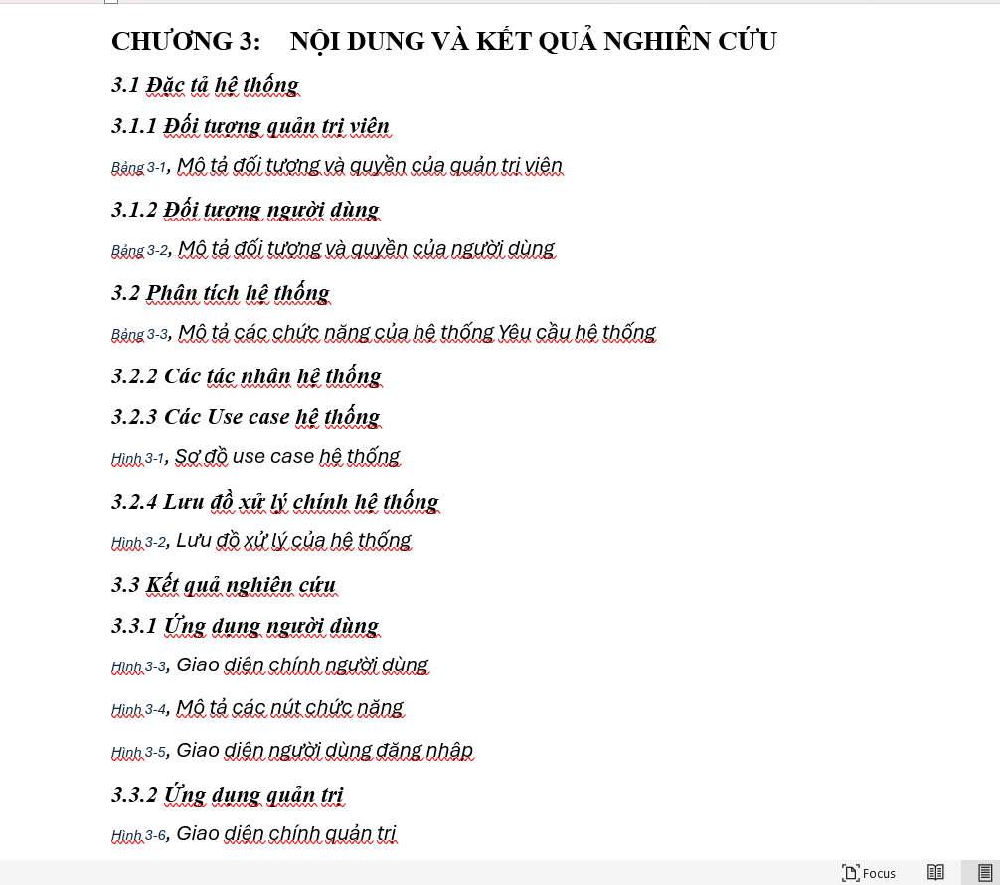 CHƯƠNG 3: NỘI DUNG VÀ KẾT QUẢ NGHIÊN CỨU
3.1 Đặc tả hệ thống
3.1.1 Đối tượng quản trị viên
Bảng 3-1, Mô tả đối tượng và quyền của quản trị viên
3.1.2 Đối tượng người dùng
Bảng 3-2, Mô tả đối tượng và quyền của người dùng
3.2 Phân tích hệ thống
Bảng 3-3, Mô tả các chức năng của hệ thống Yêu cầu hệ thống
3.2.2 Các tác nhân hệ thống
3.2.3 Các Use case hệ thống
Hình 3-1, Sơ đồ use case hệ thống
3.2.4 Lưu đồ xử lý chính hệ thống
Hình 3-2, Lưu đồ xử lý của hệ thống
3.3 Kết quả nghiên cứu
3.3.1 Ứng dụng người dùng
Hình 3-3, Giao diện chính người dùng
Hình 3-4, Mô tả các nút chức năng
Hình 3-5, Giao diện người dùng đăng nhập
3.3.2 Ứng dụng quản trị
Hình 3-6, Giao diện chính quản trị
Focus